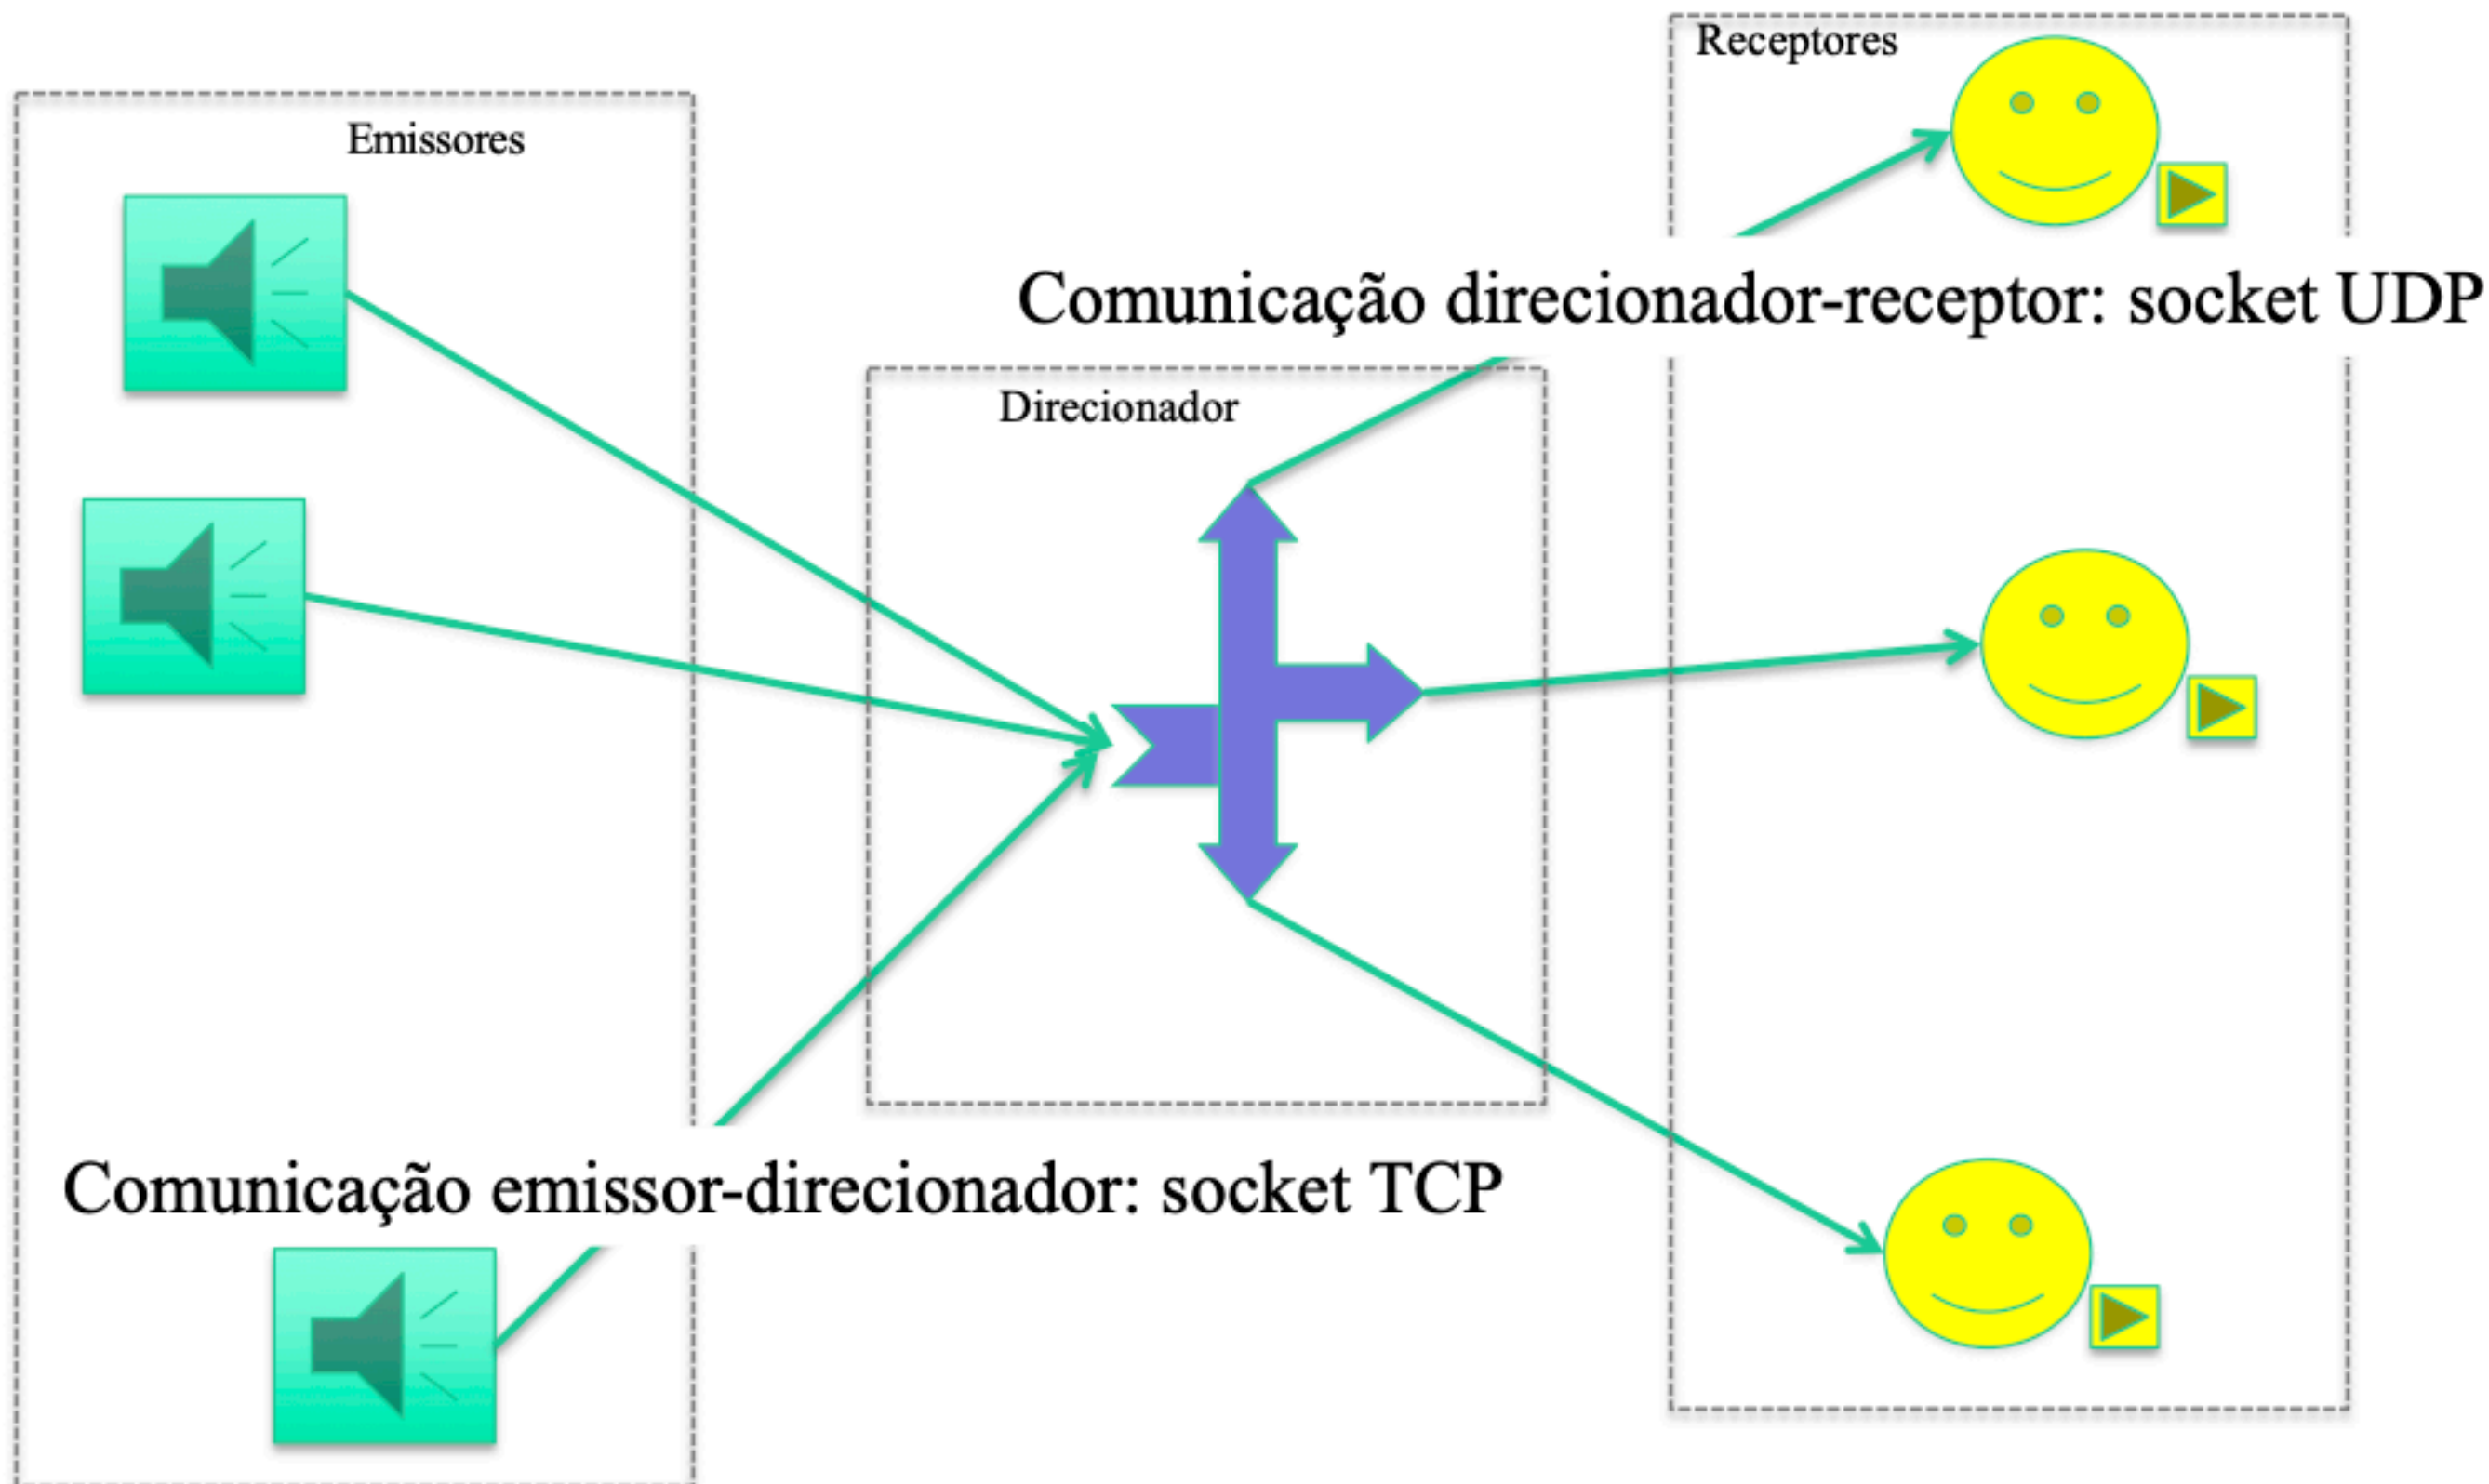 Receptores
Emissores
Comunicação direcionador-receptor: socket UDP
Direcionador
Comunicação emissor-direcionador: socket TCP